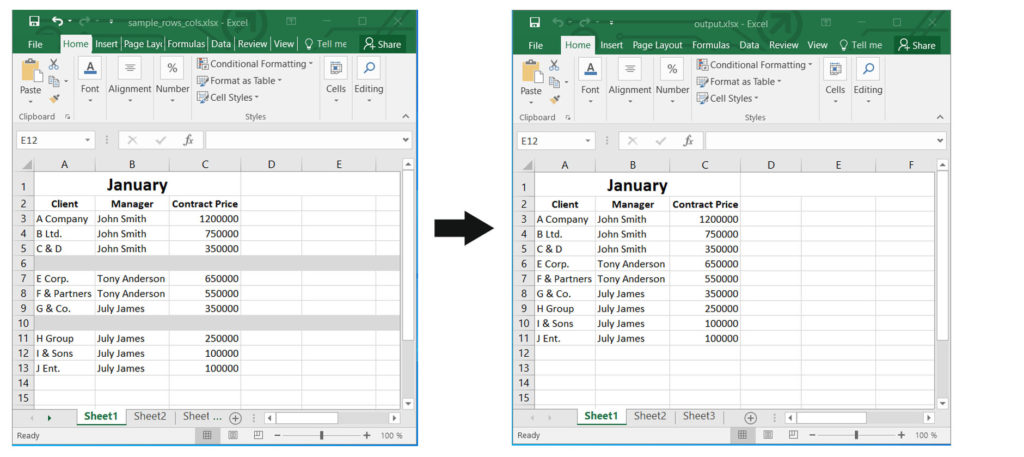 sample_rows_cols.xlsx - Excel
File Home Insert Page Layo Formulas Data Review View Tell me Share
Paste
Font Alignment Number
Conditional Formatting
Format as Table
Cell Styles
Cells Editing
Clipboard Styles
E12 fx
A B C D E
1 January
2 Client Manager Contract Price
3 A Company John Smith 1200000
4 B Ltd. John Smith 750000
5 C & D John Smith 350000
6
7 E Corp. Tony Anderson 650000
8 F & Partners Tony Anderson 550000
9 G & Co. July James 350000
10
11 H Group July James 250000
12 I & Sons July James 100000
13 J Ent. July James 100000
14
15
Sheet1 Sheet2 Sheet ...
Ready 100 %
output.xlsx - Excel
File Home Insert Page Layout Formulas Data Review View Tell me Share
Paste
Font Alignment Number
Conditional Formatting
Format as Table
Cell Styles
Cells Editing
Clipboard Styles
E12 fx
A B C D E F
1 January
2 Client Manager Contract Price
3 A Company John Smith 1200000
4 B Ltd. John Smith 750000
5 C & D John Smith 350000
6 E Corp. Tony Anderson 650000
7 F & Partners Tony Anderson 550000
8 G & Co. July James 350000
9 H Group July James 250000
10 I & Sons July James 100000
11 J Ent. July James 100000
12
13
14
15
Sheet1 Sheet2 Sheet3
Ready 100 %